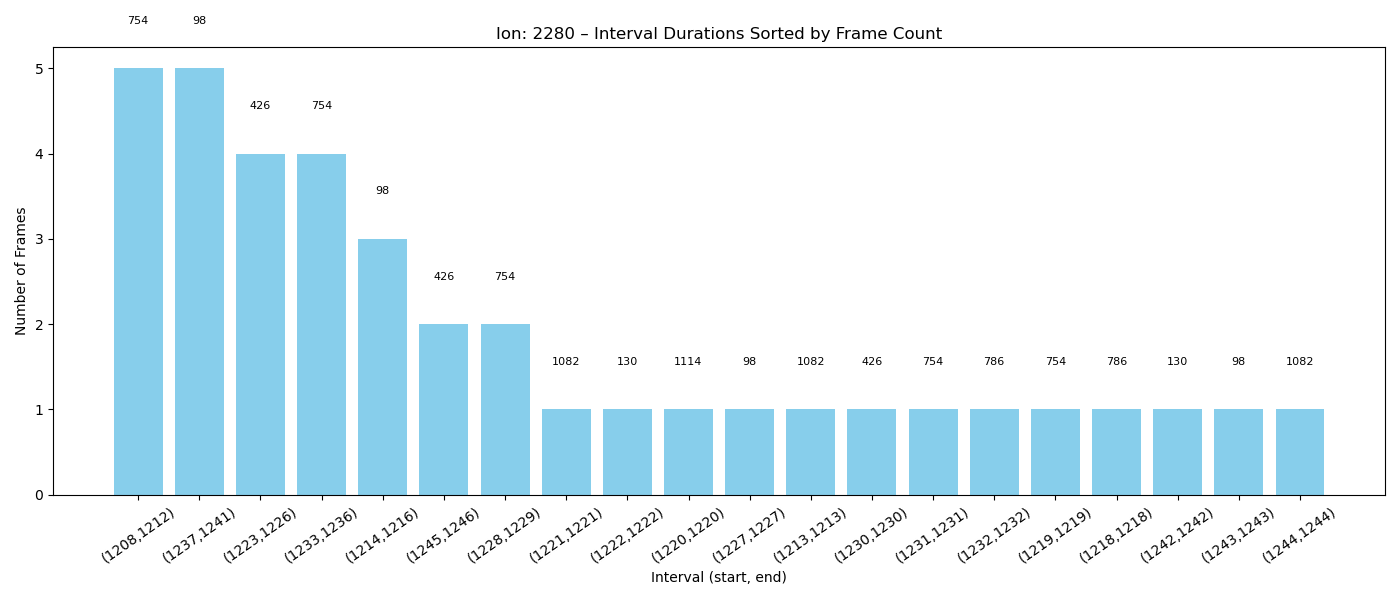 754 98
Ion: 2280 – Interval Durations Sorted by Frame Count
5
426 754
4
98
3
426 754
2
1082 130 1114 98 1082 426 754 786 754 786 130 98 1082
1
0
Number of Frames
(1208,1212) (1237,1241) (1223,1226) (1233,1236) (1214,1216) (1245,1246) (1228,1229) (1221,1221) (1222,1222) (1220,1220) (1227,1227) (1213,1213) (1230,1230) (1231,1231) (1232,1232) (1219,1219) (1218,1218) (1242,1242) (1243,1243) (1244,1244)
Interval (start, end)